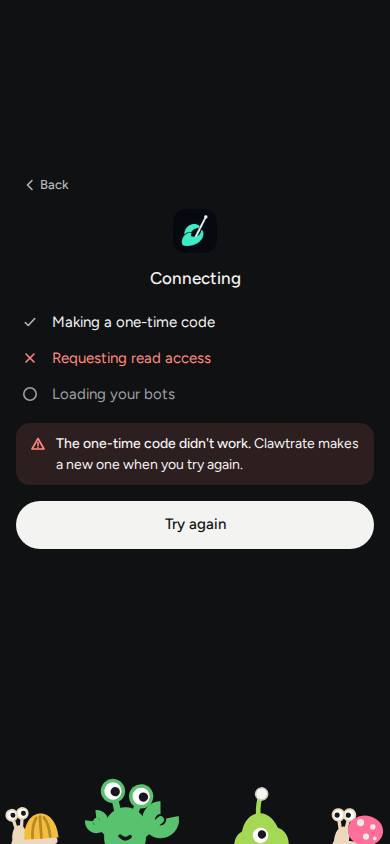 Back
Connecting
Making a one-time code
Requesting read access
Loading your bots
The one-time code didn't work. Clawtrate makes
a new one when you try again.
Try again